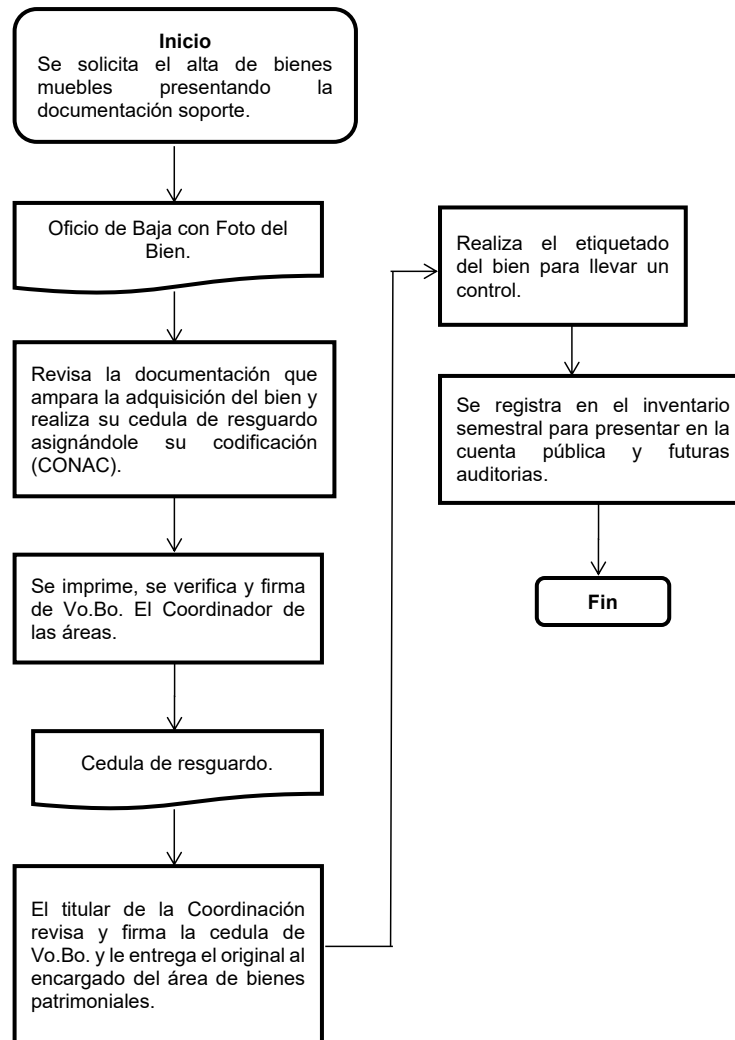 Inicio
Se solicita el alta de bienes
muebles presentando la
documentación soporte.
Oficio de Baja con Foto del
Bien.
Revisa la documentación que
ampara la adquisición del bien y
realiza su cedula de resguardo
asignándole su codificación
(CONAC).
Se imprime, se verifica y firma
de Vo.Bo. El Coordinador de
las áreas.
Cedula de resguardo.
El titular de la Coordinación
revisa y firma la cedula de
Vo.Bo. y le entrega el original al
encargado del área de bienes
patrimoniales.
Realiza el etiquetado
del bien para llevar un
control.
Se registra en el inventario
semestral para presentar en la
cuenta pública y futuras
auditorias.
Fin